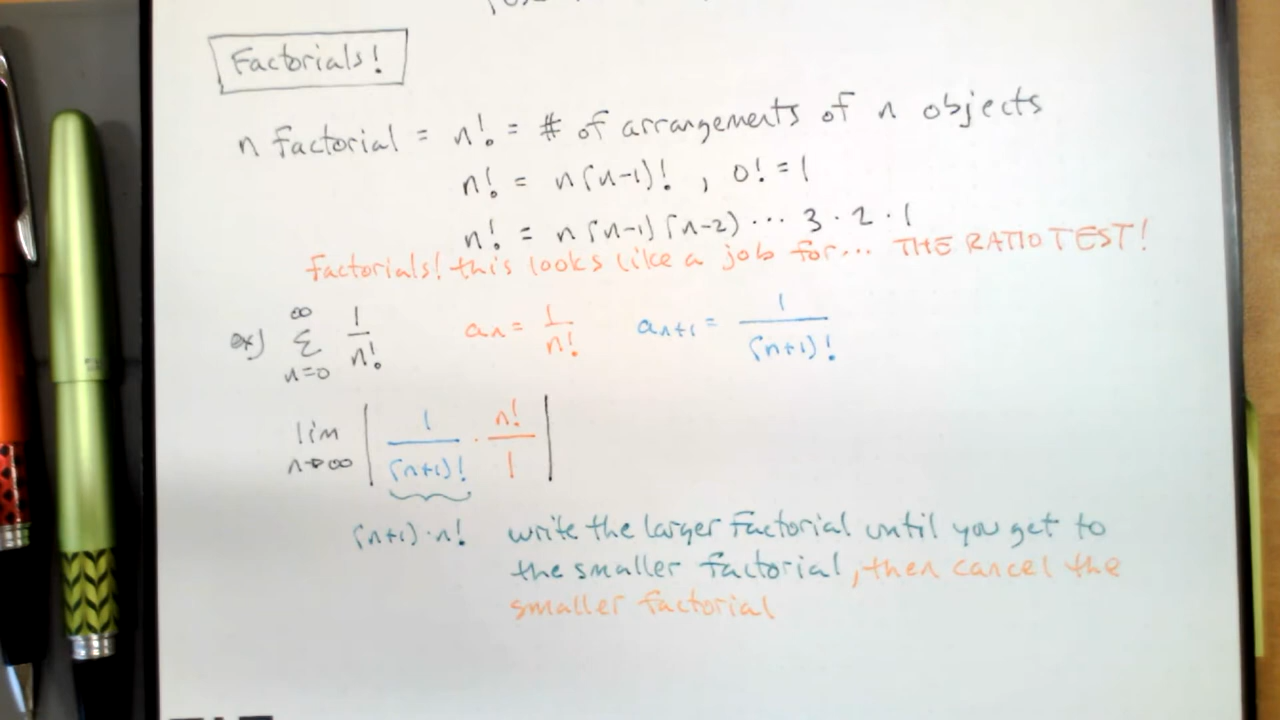 Factorials!
n factorial = n! = # of arrangements of n objects
n! = n(n-1)! , 0! = 1
n! = n(n-1)(n-2) ··· 3 · 2 · 1
Factorials! this looks like a job for... THE RATIO TEST!
ex) ∞ Σ n=0 1/n! an = 1/n! an+1 = 1/(n+1)!
lim n→∞ | 1/(n+1)! · n!/1 |
(n+1)·n! write the larger factorial until you get to
the smaller factorial, then cancel the
smaller factorial